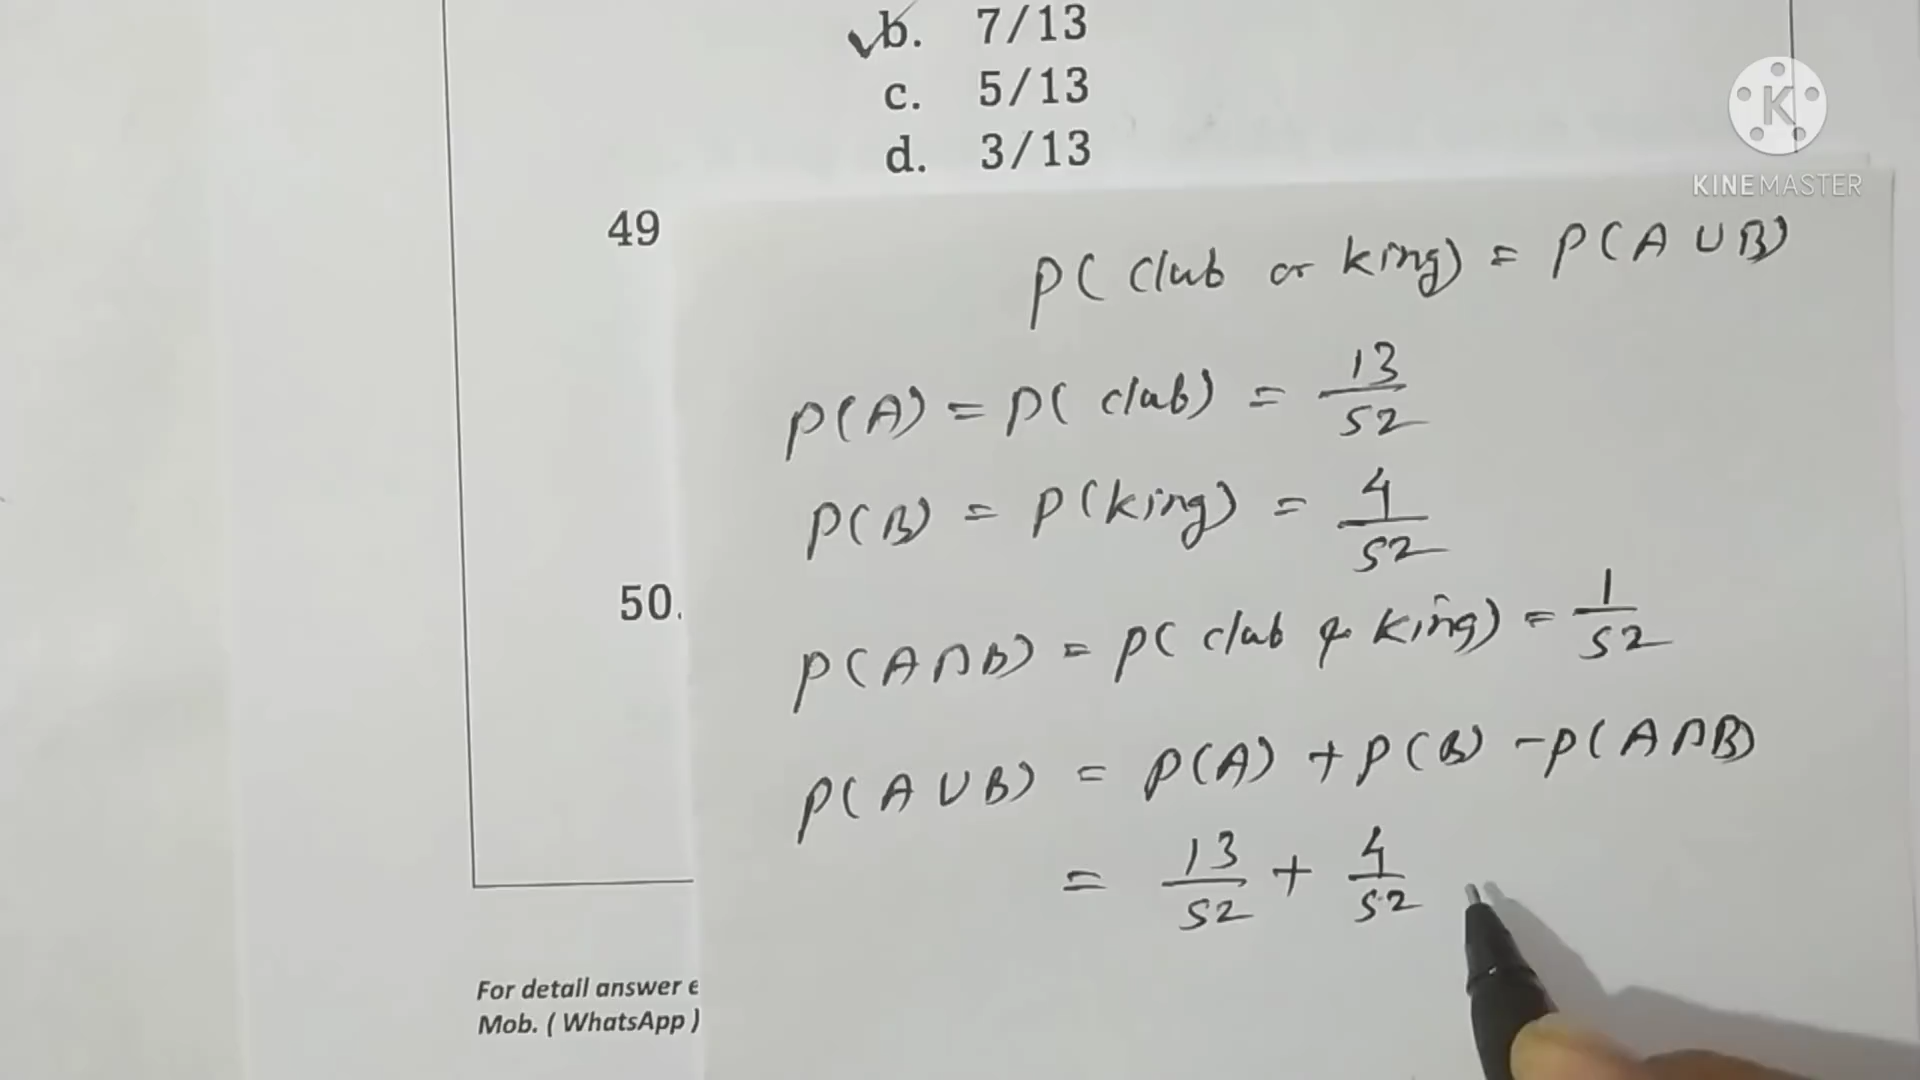 b. 7/13
c. 5/13
d. 3/13
KINEMASTER
49
P( club or king) = P(A ∪ B)
P(A) = P( club) = 13/52
P(B) = P(king) = 4/52
50.
P(A∩B) = P( club & king) = 1/52
P(A ∪ B) = P(A) + P(B) - P(A∩B)
= 13/52 + 4/52
For detail answer e
Mob. ( WhatsApp )